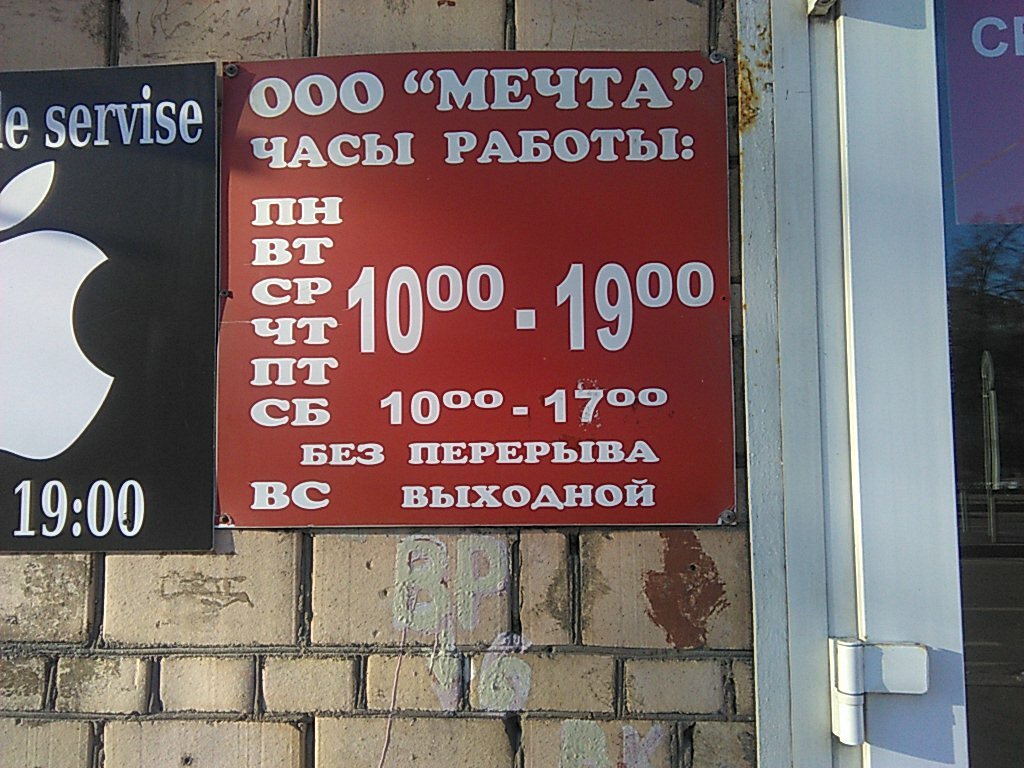 le servise
19:00
ООО “МЕЧТА”
ЧАСЫ РАБОТЫ:
ПН
ВТ
СР
ЧТ
ПТ
10⁰⁰ - 19⁰⁰
СБ 10⁰⁰ - 17⁰⁰
БЕЗ ПЕРЕРЫВА
ВС ВЫХОДНОЙ
ВР